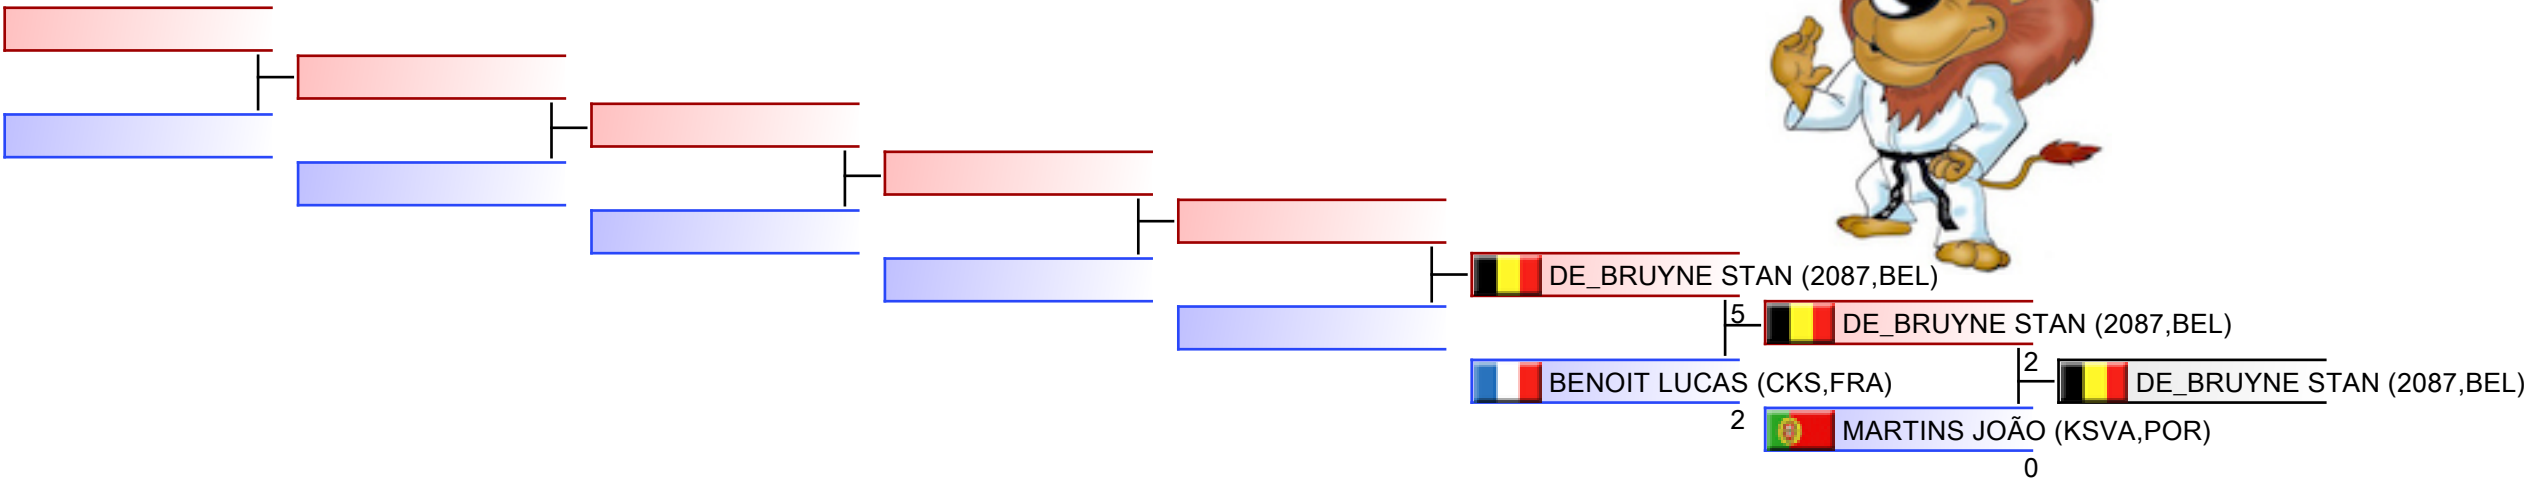 DE_BRUYNE STAN (2087,BEL)
5
DE_BRUYNE STAN (2087,BEL)
2
BENOIT LUCAS (CKS,FRA)
DE_BRUYNE STAN (2087,BEL)
2
MARTINS JOÃO (KSVA,POR)
0